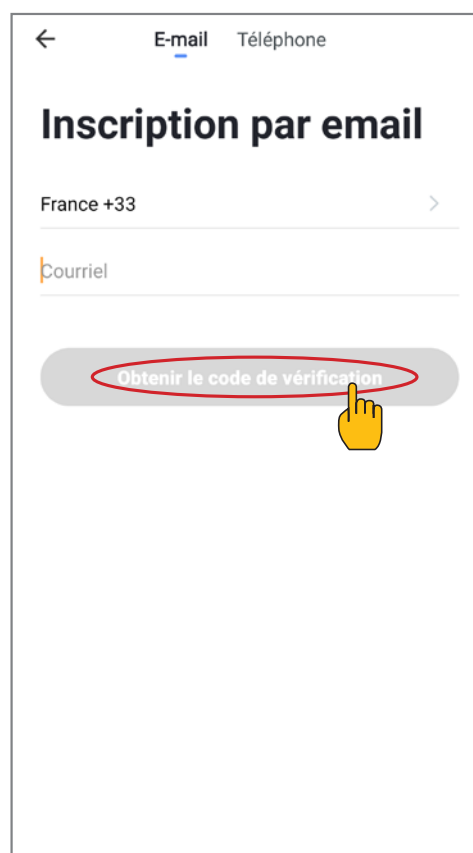 E-mail Téléphone
Inscription par email
France +33
Courriel
Obtenir le code de vérification